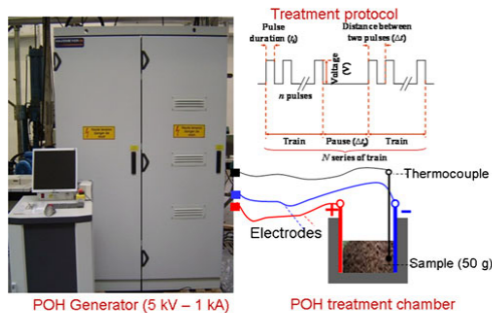 Treatment protocol
Pulse
duration (tᵢ)
Distance between
two pulses (Δt)
Voltage
(V)
n pulses
Train
Pause (Δtₜ)
Train
N series of train
Thermocouple
Electrodes
+
−
Sample (50 g)
POH Generator (5 kV – 1 kA)
POH treatment chamber